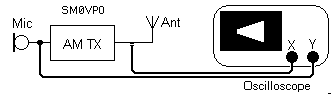 SM0VPO
Mic
Ant
AM TX
X Y
Oscilloscope